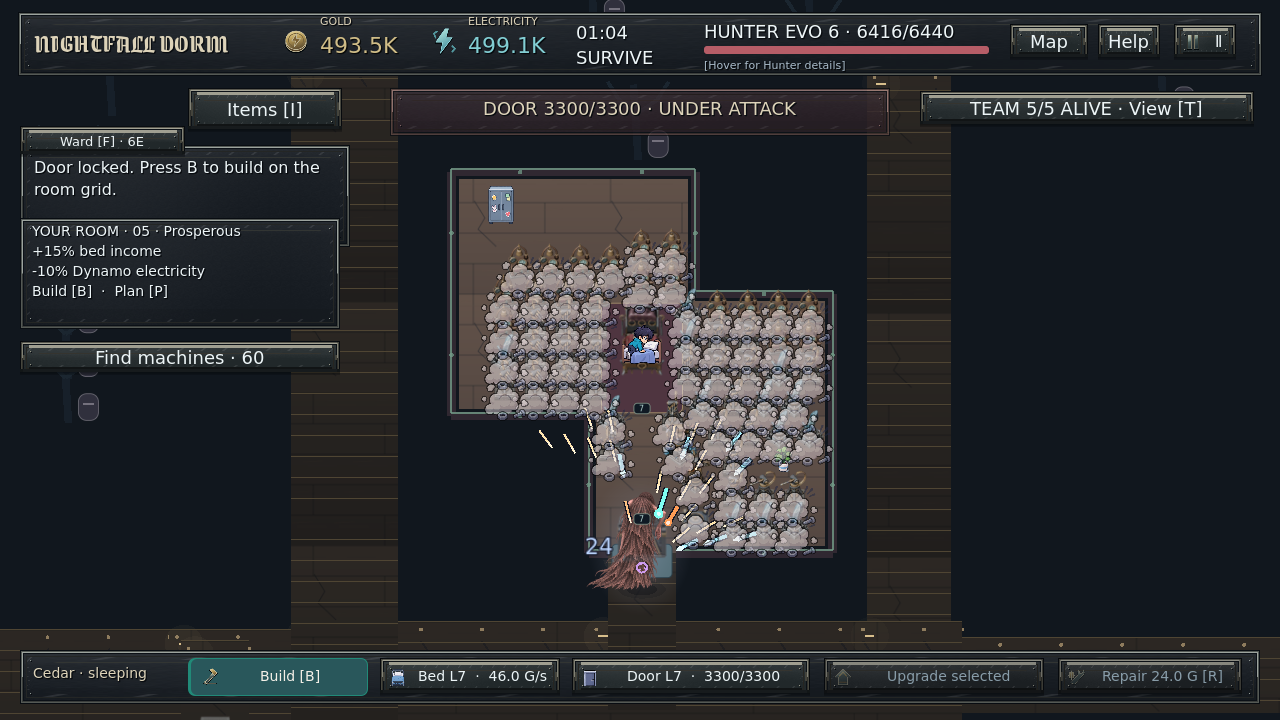 NIGHTFALL DORM
GOLD
493.5K
ELECTRICITY
499.1K
01:04
SURVIVE
HUNTER EVO 6 · 6416/6440
[Hover for Hunter details]
Map
Help
II
Items [I]
DOOR 3300/3300 · UNDER ATTACK
TEAM 5/5 ALIVE · View [T]
Ward [F] · 6E
Door locked. Press B to build on the
room grid.
YOUR ROOM · 05 · Prosperous
+15% bed income
-10% Dynamo electricity
Build [B] · Plan [P]
Find machines · 60
7
7
24
Cedar · sleeping
Build [B]
Bed L7 · 46.0 G/s
Door L7 · 3300/3300
Upgrade selected
Repair 24.0 G [R]